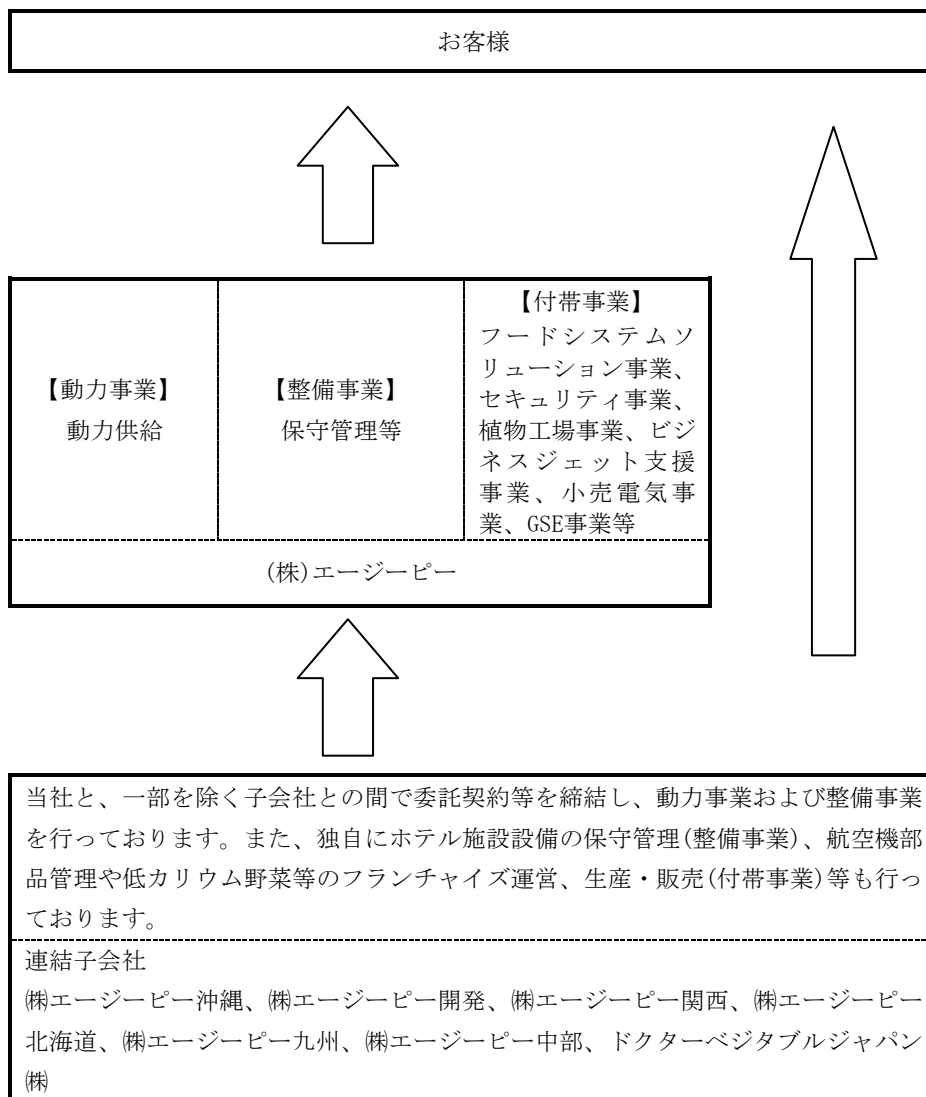 お客様
【動力事業】
動力供給
【整備事業】
保守管理等
【付帯事業】
フードシステムソ
リューション事業、
セキュリティ事業、
植物工場事業、ビジ
ネスジェット支援
事業、小売電気事
業、GSE事業等
(株)エージーピー
当社と、一部を除く子会社との間で委託契約等を締結し、動力事業および整備事業
を行っております。また、独自にホテル施設設備の保守管理(整備事業)、航空機部
品管理や低カリウム野菜等のフランチャイズ運営、生産・販売(付帯事業)等も行っ
ております。
連結子会社
㈱エージーピー沖縄、㈱エージーピー開発、㈱エージーピー関西、㈱エージーピー
北海道、㈱エージーピー九州、㈱エージーピー中部、ドクターベジタブルジャパン
㈱